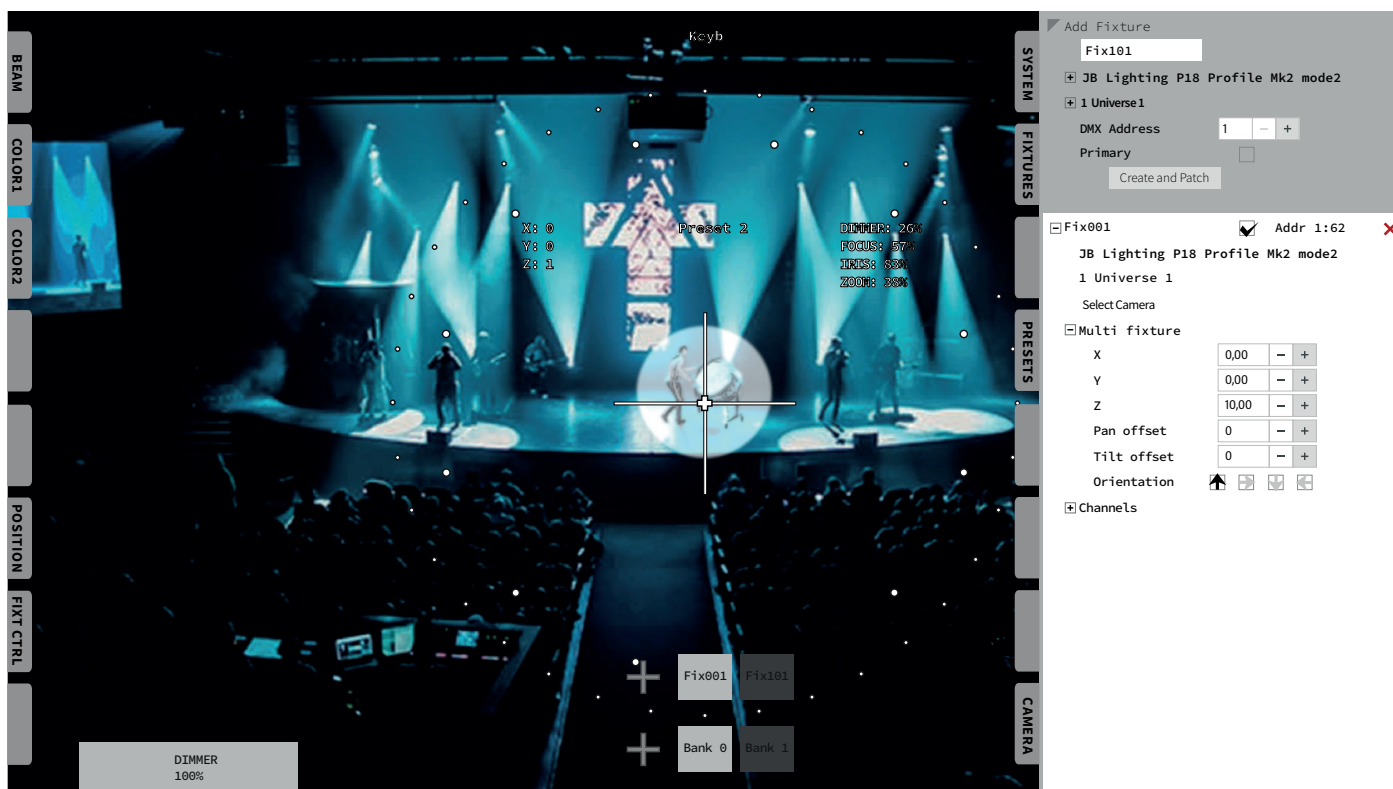 Keyb
BEAM
COLOR1
COLOR2
POSITION
FIXT CTRL
X: 0
Y: 0
Z: 1
Preset 2
DIMMER: 26%
FOCUS: 57%
IRIS: 83%
ZOOM: 38%
Fix001
Fix101
Bank 0
Bank 1
DIMMER
100%
SYSTEM
FIXTURES
PRESETS
CAMERA
Add Fixture
Fix101
JB Lighting P18 Profile Mk2 mode2
1 Universe 1
DMX Address 1 − +
Primary
Create and Patch
Fix001 Addr 1:62
JB Lighting P18 Profile Mk2 mode2
1 Universe 1
Select Camera
Multi fixture
X 0,00 − +
Y 0,00 − +
Z 10,00 − +
Pan offset 0 − +
Tilt offset 0 − +
Orientation
Channels